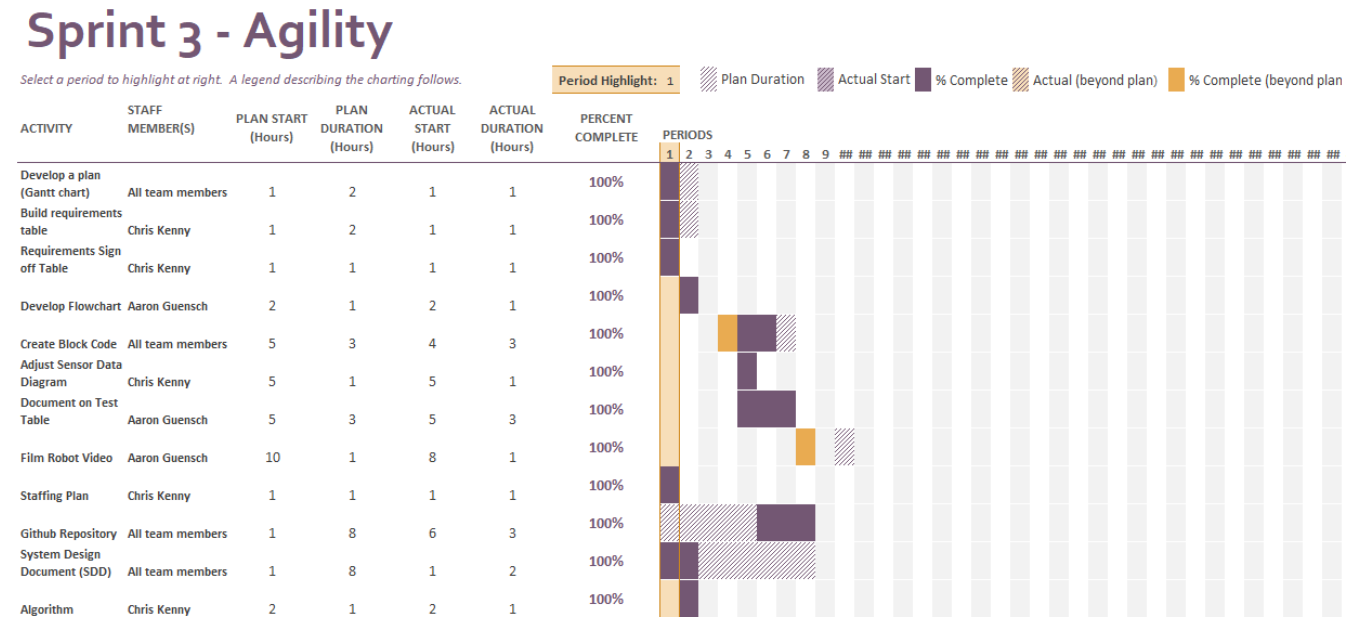 Sprint 3 - Agility
Select a period to highlight at right.  A legend describing the charting follows.
Period Highlight: 1
Plan Duration
Actual Start
% Complete
Actual (beyond plan)
% Complete (beyond plan
ACTIVITY
STAFF
MEMBER(S)
PLAN START
(Hours)
PLAN
DURATION
(Hours)
ACTUAL
START
(Hours)
ACTUAL
DURATION
(Hours)
PERCENT
COMPLETE
PERIODS
1 2 3 4 5 6 7 8 9 ## ## ## ## ## ## ## ## ## ## ## ## ## ## ## ## ## ## ## ## ## ## ## ## ## ##
Develop a plan
(Gantt chart) All team members 1 2 1 1 100%
Build requirements
table Chris Kenny 1 2 1 1 100%
Requirements Sign
off Table Chris Kenny 1 1 1 1 100%
Develop Flowchart Aaron Guensch 2 1 2 1 100%
Create Block Code All team members 5 3 4 3 100%
Adjust Sensor Data
Diagram Chris Kenny 5 1 5 1 100%
Document on Test
Table Aaron Guensch 5 3 5 3 100%
Film Robot Video Aaron Guensch 10 1 8 1 100%
Staffing Plan Chris Kenny 1 1 1 1 100%
Github Repository All team members 1 8 6 3 100%
System Design
Document (SDD) All team members 1 8 1 2 100%
Algorithm Chris Kenny 2 1 2 1 100%